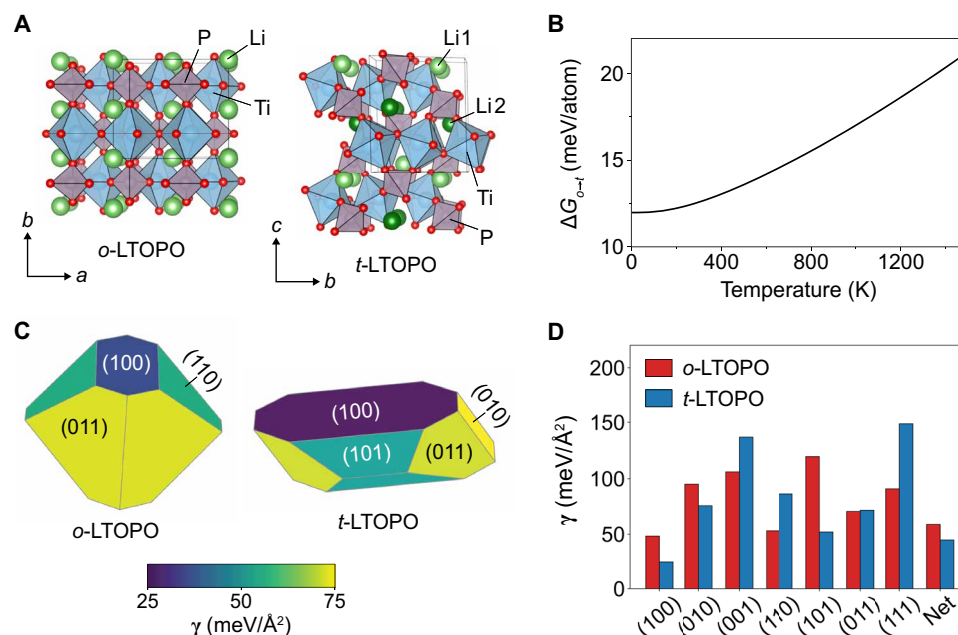 A
P
Li
Ti
b
a
o-LTOPO
Li1
Li2
Ti
P
c
b
t-LTOPO
B
ΔG o→t (meV/atom)
20
15
10
0 400 800 1200
Temperature (K)
C
(100)
(110)
(011)
o-LTOPO
(100)
(010)
(101)
(011)
t-LTOPO
25 50 75
γ (meV/Å²)
D
γ (meV/Å²)
200
150
100
50
0
o-LTOPO
t-LTOPO
(100) (010) (001) (110) (101) (011) (111) Net